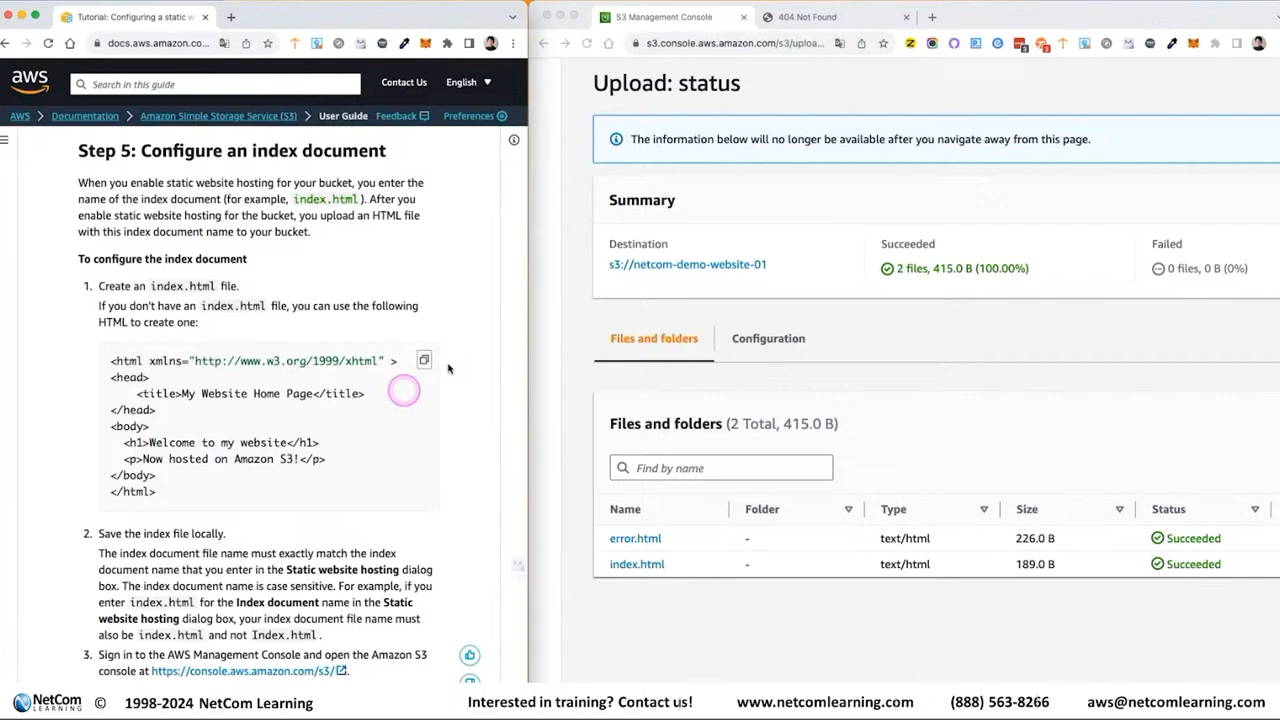 Tutorial: Configuring a static w
S3 Management Console
404 Not Found
docs.aws.amazon.co...
s3.console.aws.amazon.com/s3/uploa...
aws
Search in this guide
Contact Us
English
AWS > Documentation > Amazon Simple Storage Service (S3) > User Guide
Feedback
Preferences
Step 5: Configure an index document
When you enable static website hosting for your bucket, you enter the
name of the index document (for example, index.html). After you
enable static website hosting for the bucket, you upload an HTML file
with this index document name to your bucket.
To configure the index document
1. Create an index.html file.
If you don't have an index.html file, you can use the following
HTML to create one:
<html xmlns="http://www.w3.org/1999/xhtml" >
<head>
<title>My Website Home Page</title>
</head>
<body>
<h1>Welcome to my website</h1>
<p>Now hosted on Amazon S3!</p>
</body>
</html>
2. Save the index file locally.
The index document file name must exactly match the index
document name that you enter in the Static website hosting dialog
box. The index document name is case sensitive. For example, if you
enter index.html for the Index document name in the Static
website hosting dialog box, your index document file name must
also be index.html and not Index.html.
3. Sign in to the AWS Management Console and open the Amazon S3
console at https://console.aws.amazon.com/s3/.
Upload: status
The information below will no longer be available after you navigate away from this page.
Summary
Destination
s3://netcom-demo-website-01
Succeeded
2 files, 415.0 B (100.00%)
Failed
0 files, 0 B (0%)
Files and folders
Configuration
Files and folders (2 Total, 415.0 B)
Find by name
Name Folder Type Size Status
error.html - text/html 226.0 B Succeeded
index.html - text/html 189.0 B Succeeded
NetCom
LEARNING
© 1998-2024 NetCom Learning
Interested in training? Contact us!
www.netcomlearning.com
(888) 563-8266
aws@netcomlearning.com